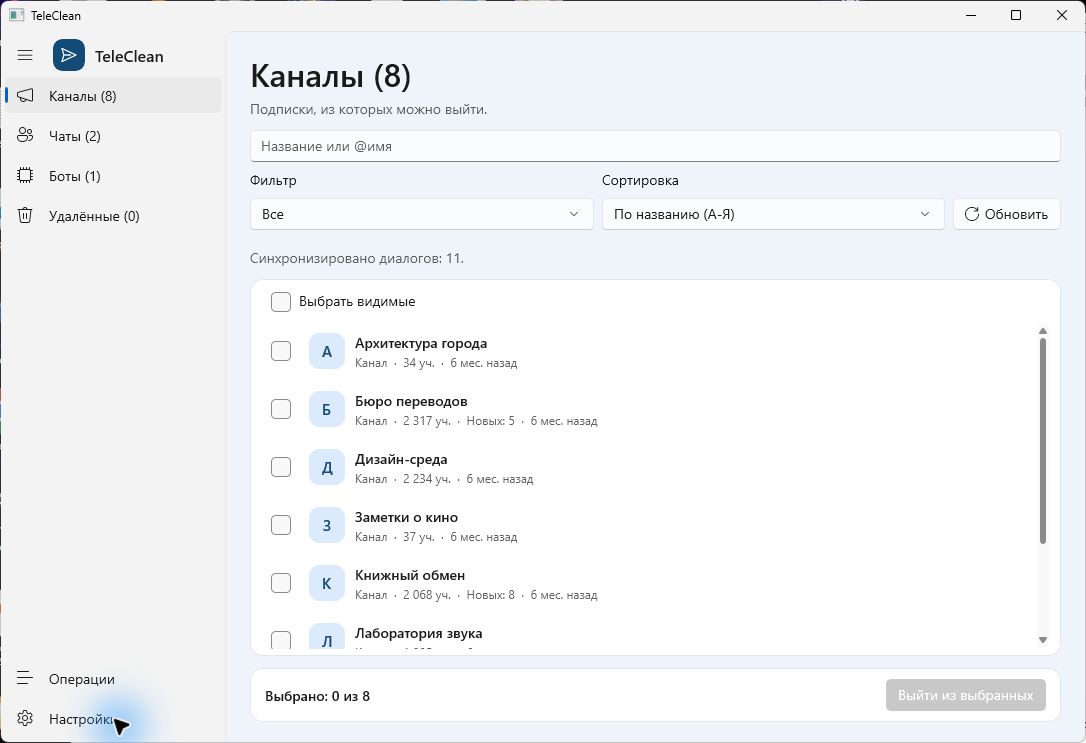 TeleClean
TeleClean
Каналы (8)
Чаты (2)
Боты (1)
Удалённые (0)
Операции
Настройки
Каналы (8)
Подписки, из которых можно выйти.
Название или @имя
Фильтр
Сортировка
Все
По названию (А-Я)
Обновить
Синхронизировано диалогов: 11.
Выбрать видимые
А
Архитектура города
Канал · 34 уч. · 6 мес. назад
Б
Бюро переводов
Канал · 2 317 уч. · Новых: 5 · 6 мес. назад
Д
Дизайн-среда
Канал · 2 234 уч. · 6 мес. назад
З
Заметки о кино
Канал · 37 уч. · 6 мес. назад
К
Книжный обмен
Канал · 2 068 уч. · Новых: 8 · 6 мес. назад
Л
Лаборатория звука
Выбрано: 0 из 8
Выйти из выбранных